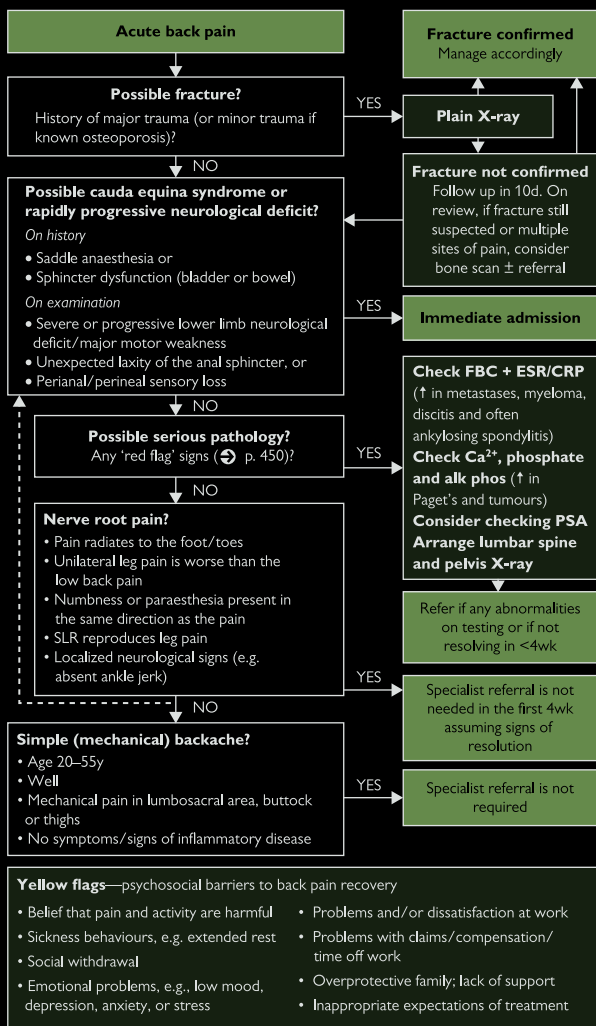 Acute back pain
Fracture confirmed
Manage accordingly
Possible fracture?
History of major trauma (or minor trauma if
known osteoporosis)?
YES
Plain X-ray
NO
Fracture not confirmed
Follow up in 10d. On
review, if fracture still
suspected or multiple
sites of pain, consider
bone scan ± referral
Possible cauda equina syndrome or
rapidly progressive neurological deficit?
On history
• Saddle anaesthesia or
• Sphincter dysfunction (bladder or bowel)
On examination
• Severe or progressive lower limb neurological
deficit/major motor weakness
• Unexpected laxity of the anal sphincter, or
• Perianal/perineal sensory loss
YES
Immediate admission
NO
Possible serious pathology?
Any ‘red flag’ signs (➲ p. 450)?
YES
Check FBC + ESR/CRP
(↑ in metastases, myeloma,
discitis and often
ankylosing spondylitis)
Check Ca²⁺, phosphate
and alk phos (↑ in
Paget's and tumours)
Consider checking PSA
Arrange lumbar spine
and pelvis X-ray
Refer if any abnormalities
on testing or if not
resolving in <4wk
NO
Nerve root pain?
• Pain radiates to the foot/toes
• Unilateral leg pain is worse than the
low back pain
• Numbness or paraesthesia present in
the same direction as the pain
• SLR reproduces leg pain
• Localized neurological signs (e.g.
absent ankle jerk)
YES
Specialist referral is not
needed in the first 4wk
assuming signs of
resolution
NO
Simple (mechanical) backache?
• Age 20–55y
• Well
• Mechanical pain in lumbosacral area, buttock
or thighs
• No symptoms/signs of inflammatory disease
YES
Specialist referral is not
required
Yellow flags—psychosocial barriers to back pain recovery
• Belief that pain and activity are harmful
• Sickness behaviours, e.g. extended rest
• Social withdrawal
• Emotional problems, e.g., low mood,
depression, anxiety, or stress
• Problems and/or dissatisfaction at work
• Problems with claims/compensation/
time off work
• Overprotective family; lack of support
• Inappropriate expectations of treatment